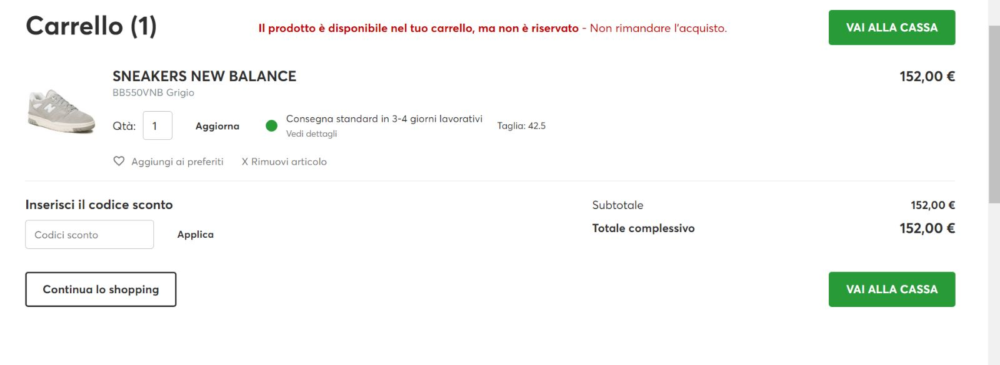 Carrello (1)
Il prodotto è disponibile nel tuo carrello, ma non è riservato - Non rimandare l'acquisto.
VAI ALLA CASSA
SNEAKERS NEW BALANCE
152,00 €
BB550VNB Grigio
N
Qtà: 1 Aggiorna
Consegna standard in 3-4 giorni lavorativi
Vedi dettagli
Taglia: 42.5
Aggiungi ai preferiti X Rimuovi articolo
Inserisci il codice sconto
Codici sconto
Applica
Subtotale 152,00 €
Totale complessivo 152,00 €
Continua lo shopping
VAI ALLA CASSA